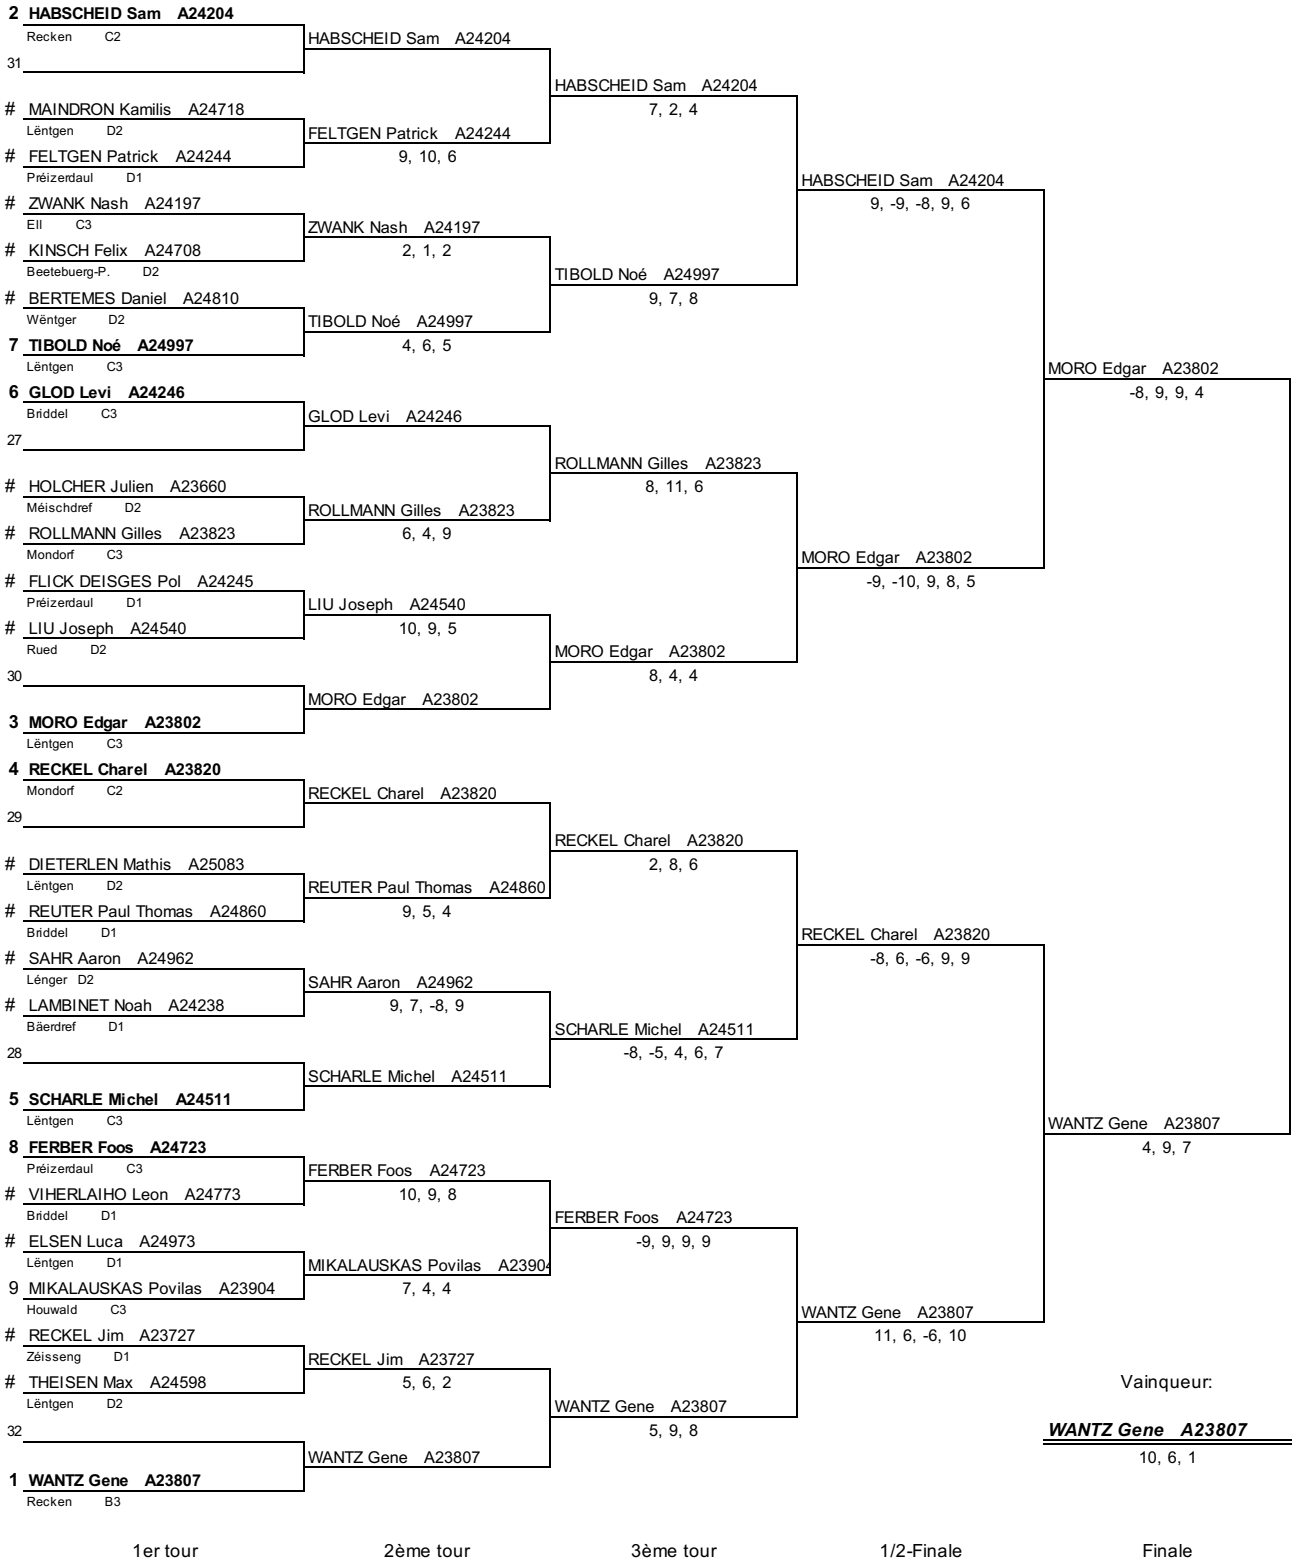 2 HABSCHEID Sam A24204
Recken C2
HABSCHEID Sam A24204
31
HABSCHEID Sam A24204
7, 2, 4
# MAINDRON Kamilis A24718
Lëntgen D2
FELTGEN Patrick A24244
9, 10, 6
# FELTGEN Patrick A24244
Préizerdaul D1
HABSCHEID Sam A24204
9, -9, -8, 9, 6
# ZWANK Nash A24197
Ell C3
ZWANK Nash A24197
2, 1, 2
# KINSCH Felix A24708
Beetebuerg-P. D2
TIBOLD Noé A24997
9, 7, 8
# BERTEMES Daniel A24810
Wëntger D2
TIBOLD Noé A24997
4, 6, 5
7 TIBOLD Noé A24997
Lëntgen C3
MORO Edgar A23802
-8, 9, 9, 4
6 GLOD Levi A24246
Briddel C3
GLOD Levi A24246
27
ROLLMANN Gilles A23823
8, 11, 6
# HOLCHER Julien A23660
Méischdref D2
ROLLMANN Gilles A23823
6, 4, 9
# ROLLMANN Gilles A23823
Mondorf C3
MORO Edgar A23802
-9, -10, 9, 8, 5
# FLICK DEISGES Pol A24245
Préizerdaul D1
LIU Joseph A24540
10, 9, 5
# LIU Joseph A24540
Rued D2
MORO Edgar A23802
8, 4, 4
30
MORO Edgar A23802
3 MORO Edgar A23802
Lëntgen C3
4 RECKEL Charel A23820
Mondorf C2
RECKEL Charel A23820
29
RECKEL Charel A23820
2, 8, 6
# DIETERLEN Mathis A25083
Lëntgen D2
REUTER Paul Thomas A24860
9, 5, 4
# REUTER Paul Thomas A24860
Briddel D1
RECKEL Charel A23820
-8, 6, -6, 9, 9
# SAHR Aaron A24962
Lénger D2
SAHR Aaron A24962
9, 7, -8, 9
# LAMBINET Noah A24238
Bäerdref D1
SCHARLE Michel A24511
-8, -5, 4, 6, 7
28
SCHARLE Michel A24511
5 SCHARLE Michel A24511
Lëntgen C3
WANTZ Gene A23807
4, 9, 7
8 FERBER Foos A24723
Préizerdaul C3
FERBER Foos A24723
10, 9, 8
# VIHERLAIHO Leon A24773
Briddel D1
FERBER Foos A24723
-9, 9, 9, 9
# ELSEN Luca A24973
Lëntgen D1
MIKALAUSKAS Povilas A23904
7, 4, 4
9 MIKALAUSKAS Povilas A23904
Houwald C3
WANTZ Gene A23807
11, 6, -6, 10
# RECKEL Jim A23727
Zéisseng D1
RECKEL Jim A23727
5, 6, 2
# THEISEN Max A24598
Lëntgen D2
Vainqueur:
WANTZ Gene A23807
5, 9, 8
32
WANTZ Gene A23807
10, 6, 1
WANTZ Gene A23807
1 WANTZ Gene A23807
Recken B3
1er tour 2ème tour 3ème tour 1/2-Finale Finale